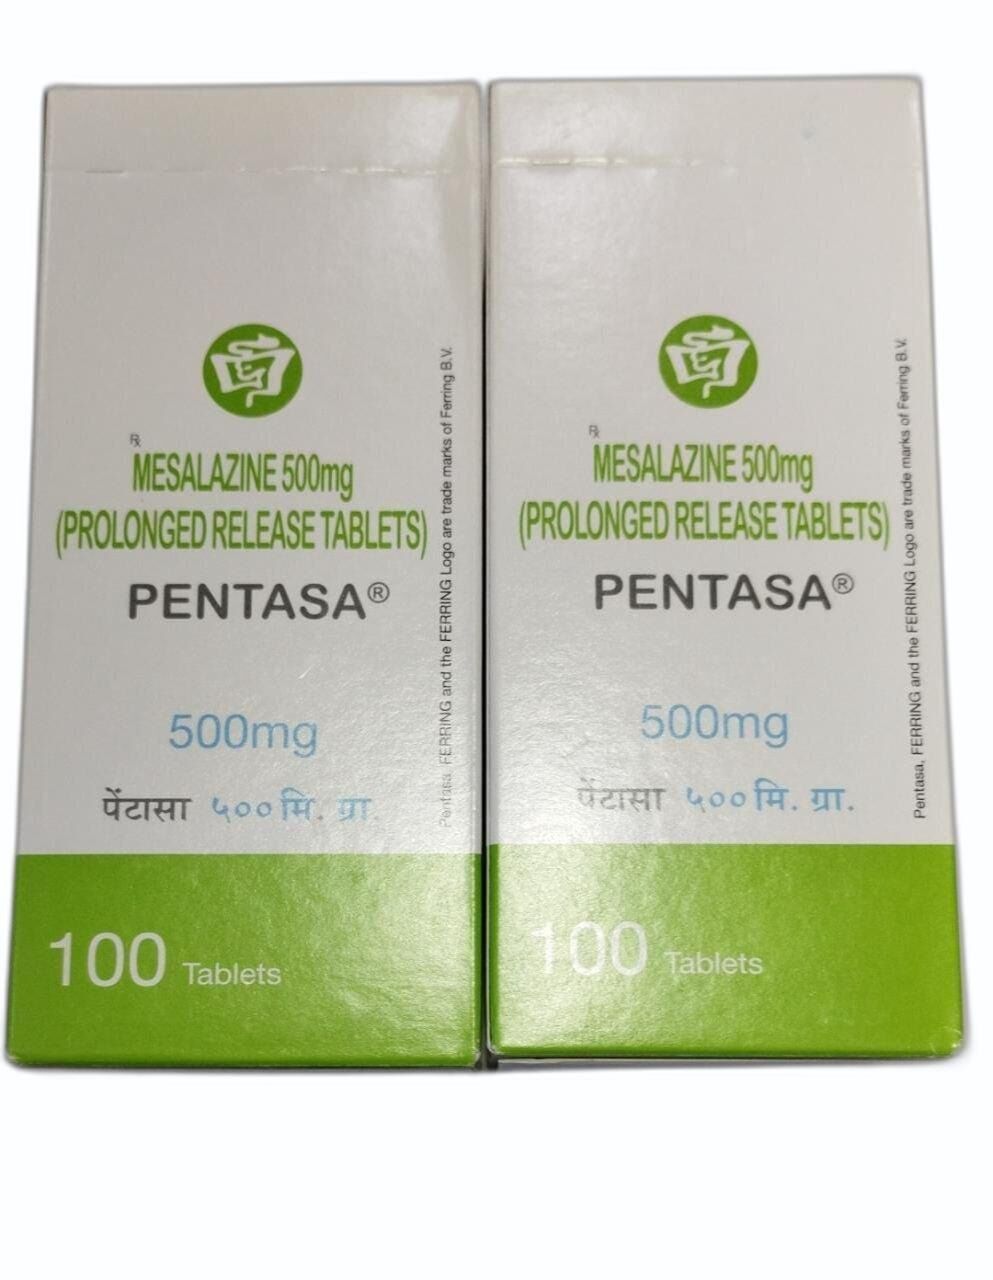 Rx
MESALAZINE 500mg
(PROLONGED RELEASE TABLETS)
PENTASA®
500mg
पेंटासा ५०० मि. ग्रा.
100 Tablets
Pentasa, FERRING and the FERRING Logo are trade marks of Ferring B.V.
Rx
MESALAZINE 500mg
(PROLONGED RELEASE TABLETS)
PENTASA®
500mg
पेंटासा ५०० मि. ग्रा.
100 Tablets
Pentasa, FERRING and the FERRING Logo are trade marks of Ferring B.V.